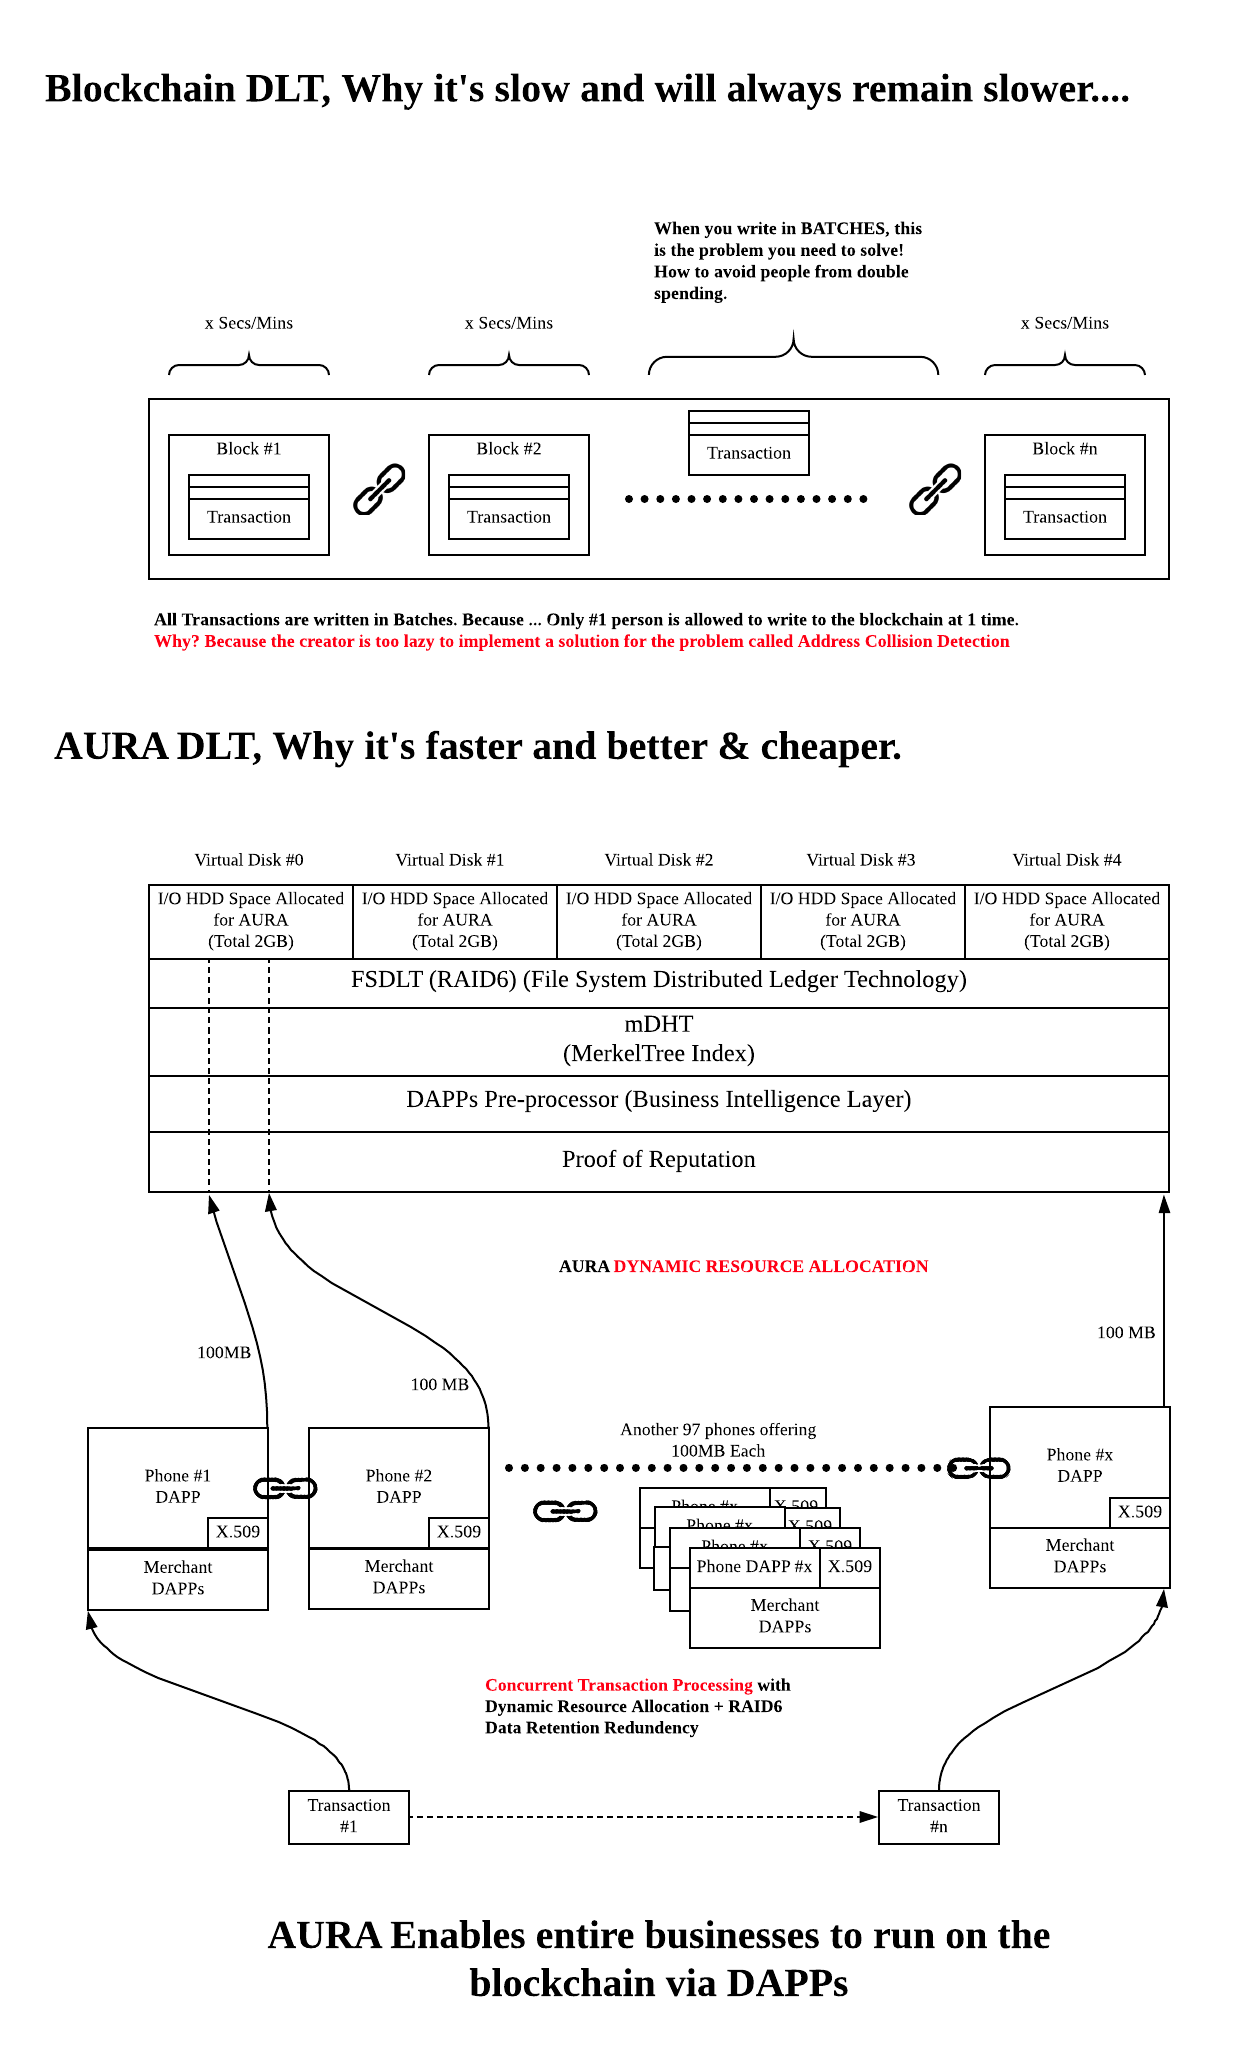 Blockchain DLT, Why it's slow and will always remain slower....
When you write in BATCHES, this
is the problem you need to solve!
How to avoid people from double
spending.
x Secs/Mins
x Secs/Mins
x Secs/Mins
Block #1
Transaction
Block #2
Transaction
Transaction
Block #n
Transaction
All Transactions are written in Batches. Because ... Only #1 person is allowed to write to the blockchain at 1 time.
Why? Because the creator is too lazy to implement a solution for the problem called Address Collision Detection
AURA DLT, Why it's faster and better & cheaper.
Virtual Disk #0
Virtual Disk #1
Virtual Disk #2
Virtual Disk #3
Virtual Disk #4
I/O HDD Space Allocated
for AURA
(Total 2GB)
I/O HDD Space Allocated
for AURA
(Total 2GB)
I/O HDD Space Allocated
for AURA
(Total 2GB)
I/O HDD Space Allocated
for AURA
(Total 2GB)
I/O HDD Space Allocated
for AURA
(Total 2GB)
FSDLT (RAID6) (File System Distributed Ledger Technology)
mDHT
(MerkelTree Index)
DAPPs Pre-processor (Business Intelligence Layer)
Proof of Reputation
AURA DYNAMIC RESOURCE ALLOCATION
100MB
100 MB
100 MB
Phone #1
DAPP
X.509
Merchant
DAPPs
Phone #2
DAPP
X.509
Merchant
DAPPs
Another 97 phones offering
100MB Each
Phone #x
X.509
Phone #x
X.509
Phone #x
X.509
Phone DAPP #x
X.509
Merchant
DAPPs
Phone #x
DAPP
X.509
Merchant
DAPPs
Concurrent Transaction Processing with
Dynamic Resource Allocation + RAID6
Data Retention Redundency
Transaction
#1
Transaction
#n
AURA Enables entire businesses to run on the
blockchain via DAPPs